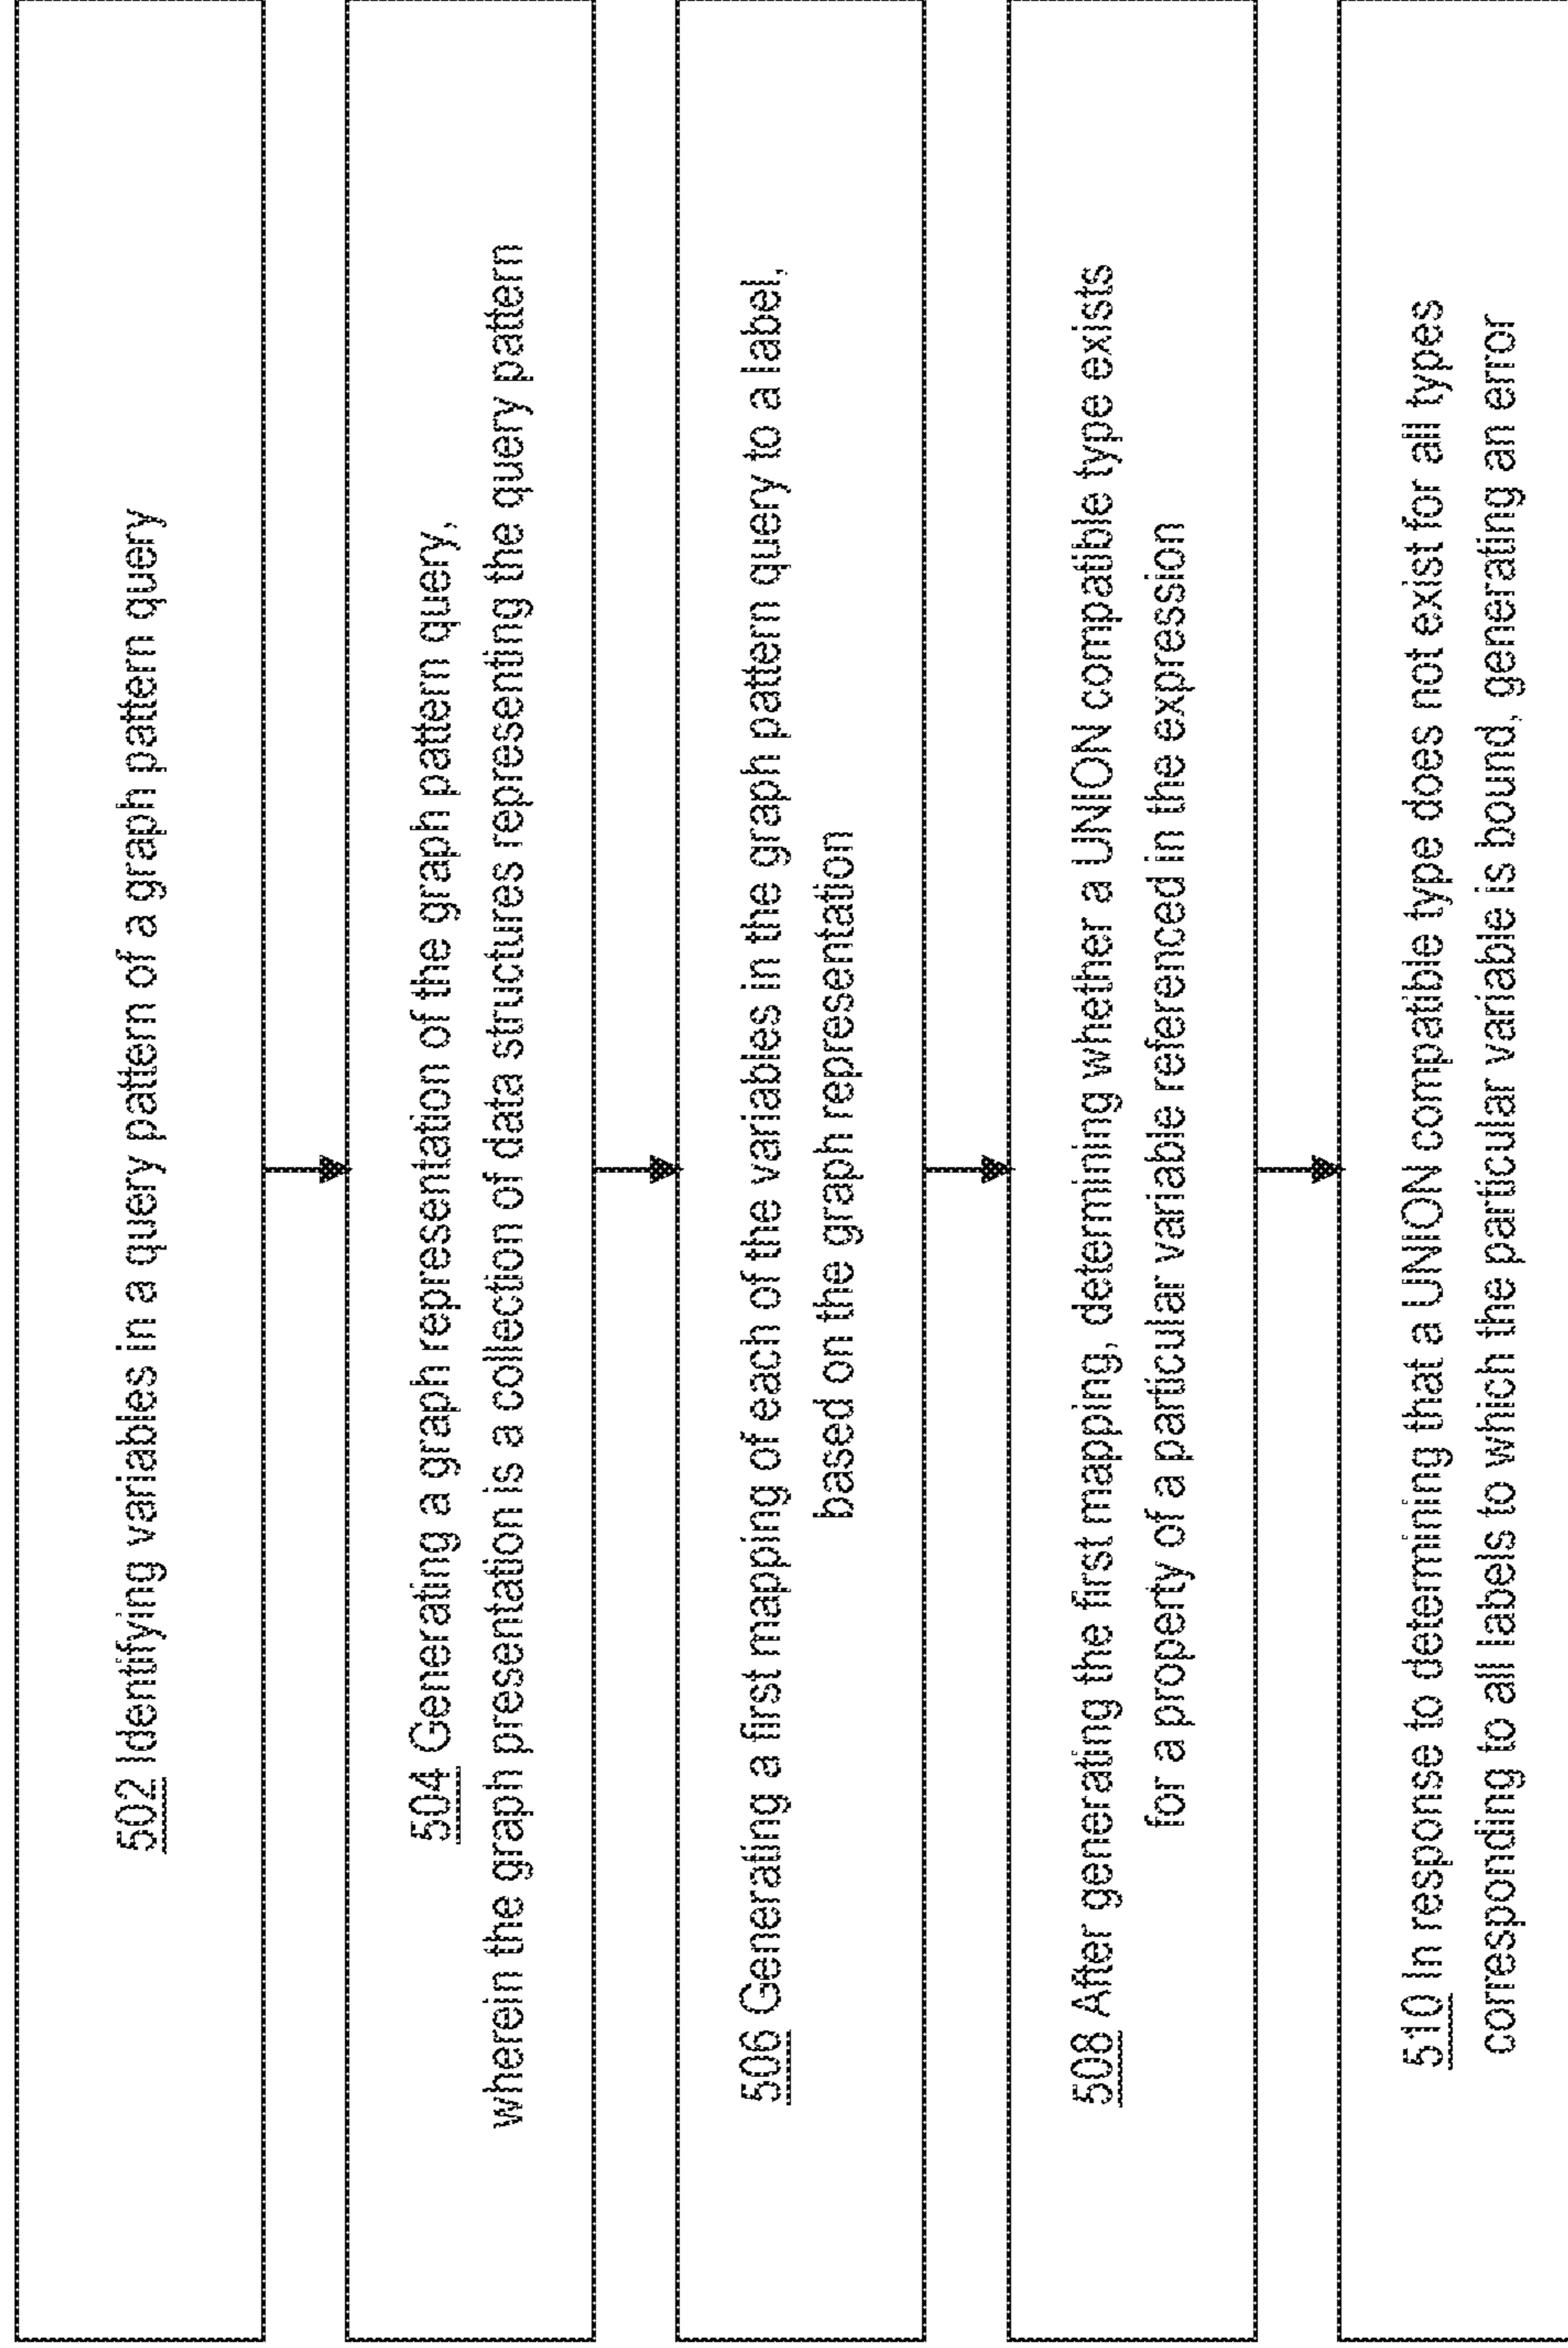 502 Identifying variables in a query pattern of a graph pattern query
504 Generating a graph representation of the graph pattern query,
wherein the graph presentation is a collection of data structures representing the query pattern
506 Generating a first mapping of each of the variables in the graph pattern query to a label,
based on the graph representation
508 After generating the first mapping, determining whether a UNION compatible type exists
for a property of a particular variable referenced in the expression
510 In response to determining that a UNION compatible type does not exist for all types
corresponding to all labels to which the particular variable is bound, generating an error